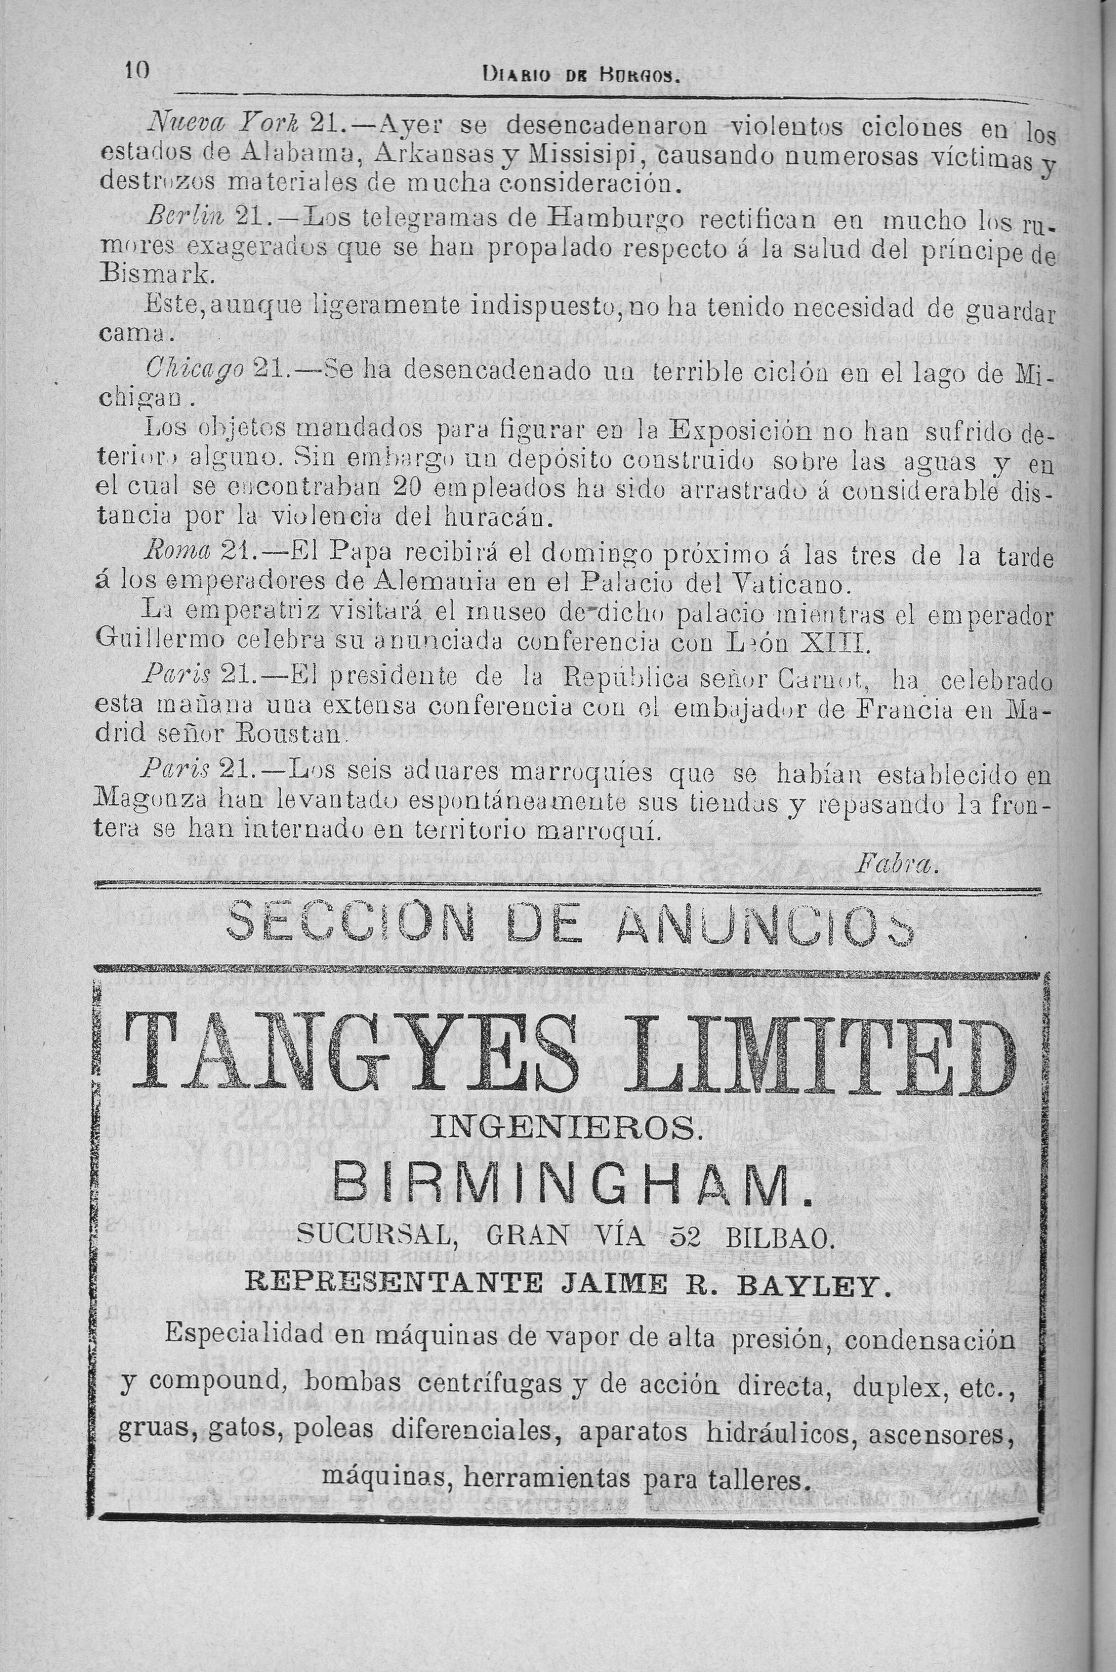 10
DIARIO DE BURGOS.
Nueva York 21.—Ayer se desencadenaron violentos ciclones en los
estados de Alabama, Arkansas y Missisipi, causando numerosas víctimas y
destrozos materiales de mucha consideración.
Berlin 21.—Los telegramas de Hamburgo rectifican en mucho los ru-
mores exagerados que se han propalado respecto á la salud del príncipe de
Bismark.
Este, aunque ligeramente indispuesto, no ha tenido necesidad de guardar
cama.
Chicago 21.—Se ha desencadenado un terrible ciclón en el lago de Mi-
chigan.
Los objetos mandados para figurar en la Exposición no han sufrido de-
terioro alguno. Sin embargo un depósito construido sobre las aguas y en
el cual se encontraban 20 empleados ha sido arrastrado á considerable dis-
tancia por la violencia del huracán.
Roma 21.—El Papa recibirá el domingo próximo á las tres de la tarde
á los emperadores de Alemania en el Palacio del Vaticano.
La emperatriz visitará el museo de dicho palacio mientras el emperador
Guillermo celebra su anunciada conferencia con León XIII.
Paris 21.—El presidente de la República señor Carnot, ha celebrado
esta mañana una extensa conferencia con el embajador de Francia en Ma-
drid señor Roustan.
Paris 21.—Los seis aduares marroquíes que se habían establecido en
Magonza han levantado espontáneamente sus tiendas y repasando la fron-
tera se han internado en territorio marroquí.
Fabra.
SECCIÓN DE ANUNCIOS
TANGYES LIMITED
INGENIEROS.
BIRMINGHAM.
SUCURSAL, GRAN VÍA 52 BILBAO.
REPRESENTANTE JAIME R. BAYLEY.
Especialidad en máquinas de vapor de alta presión, condensación
y compound, bombas centrífugas y de acción directa, duplex, etc.,
gruas, gatos, poleas diferenciales, aparatos hidráulicos, ascensores,
máquinas, herramientas para talleres.